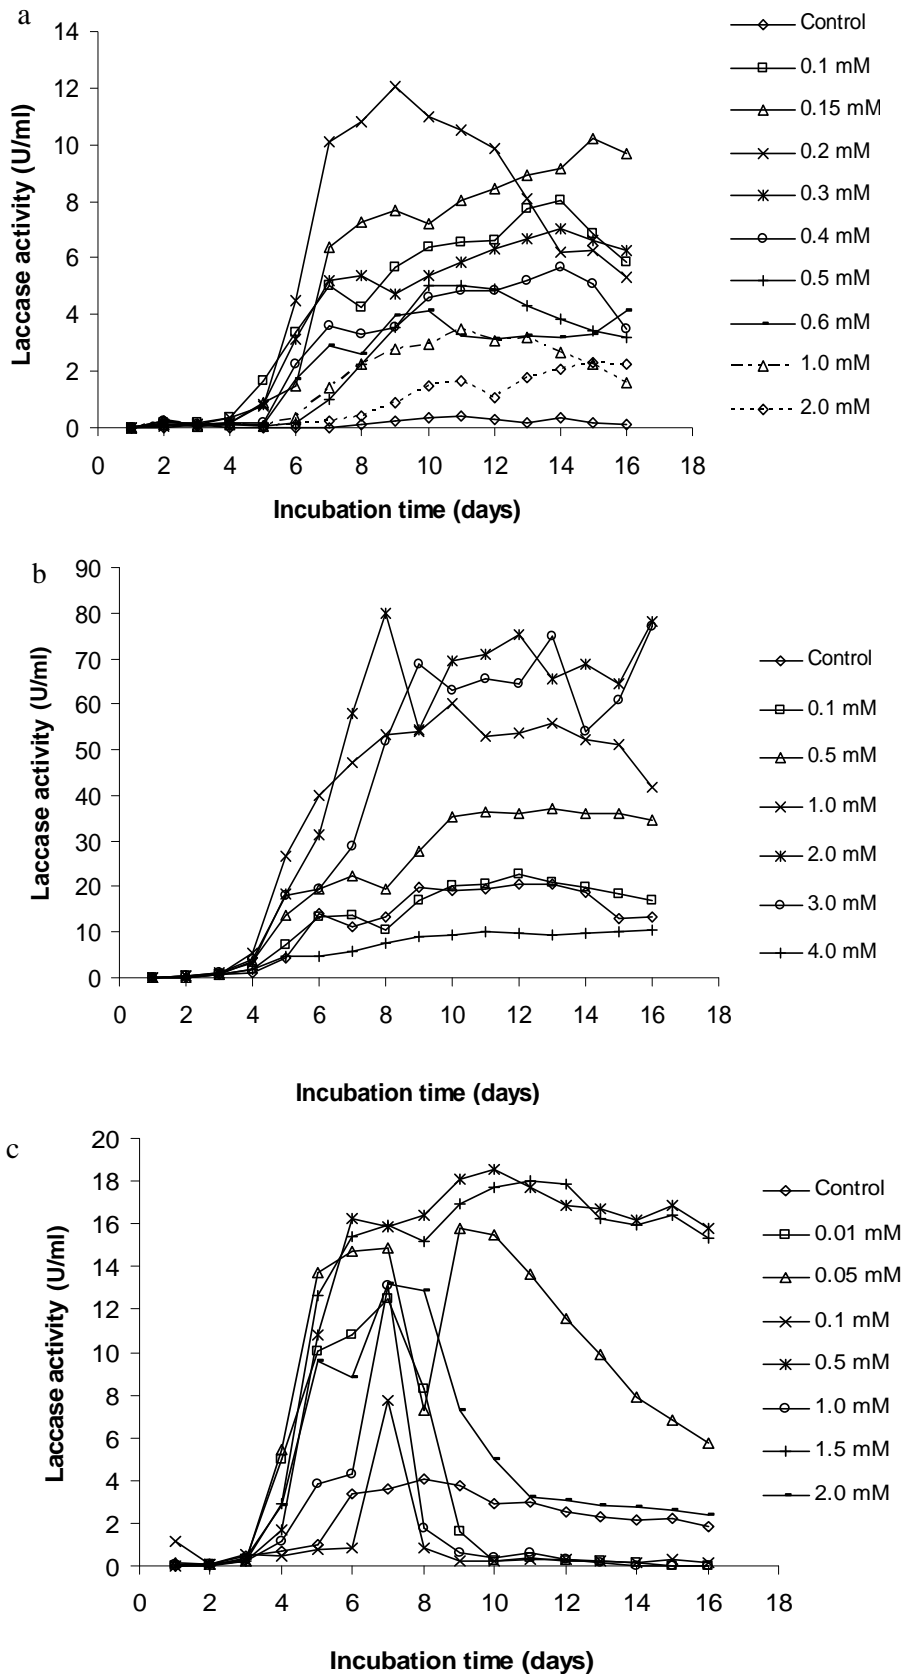 a
14
12
10
8
6
4
2
0
0 2 4 6 8 10 12 14 16 18
Laccase activity (U/ml)
Incubation time (days)
Control
0.1 mM
0.15 mM
0.2 mM
0.3 mM
0.4 mM
0.5 mM
0.6 mM
1.0 mM
2.0 mM
b
90
80
70
60
50
40
30
20
10
0
0 2 4 6 8 10 12 14 16 18
Laccase activity (U/ml)
Incubation time (days)
Control
0.1 mM
0.5 mM
1.0 mM
2.0 mM
3.0 mM
4.0 mM
c
20
18
16
14
12
10
8
6
4
2
0
0 2 4 6 8 10 12 14 16 18
Laccase activity (U/ml)
Incubation time (days)
Control
0.01 mM
0.05 mM
0.1 mM
0.5 mM
1.0 mM
1.5 mM
2.0 mM